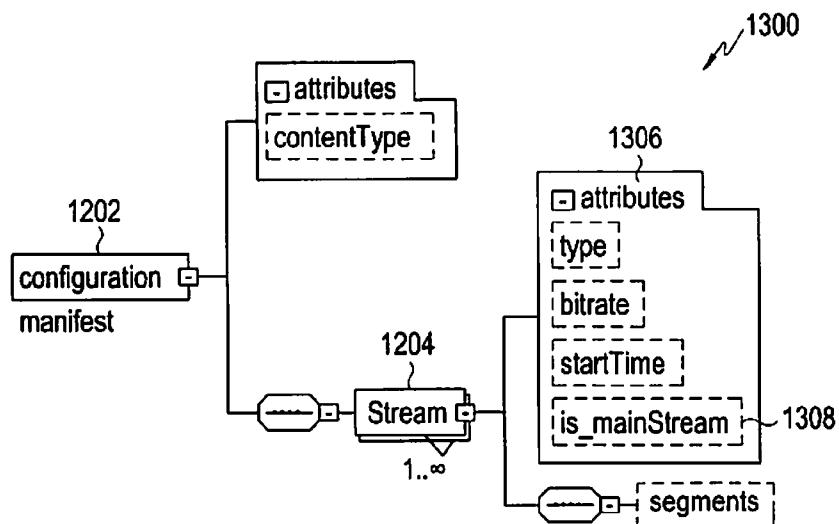 1300
attributes
contentType
1306
attributes
1202
type
configuration
manifest
bitrate
startTime
1204
Stream
is_mainStream
1308
1..∞
segments